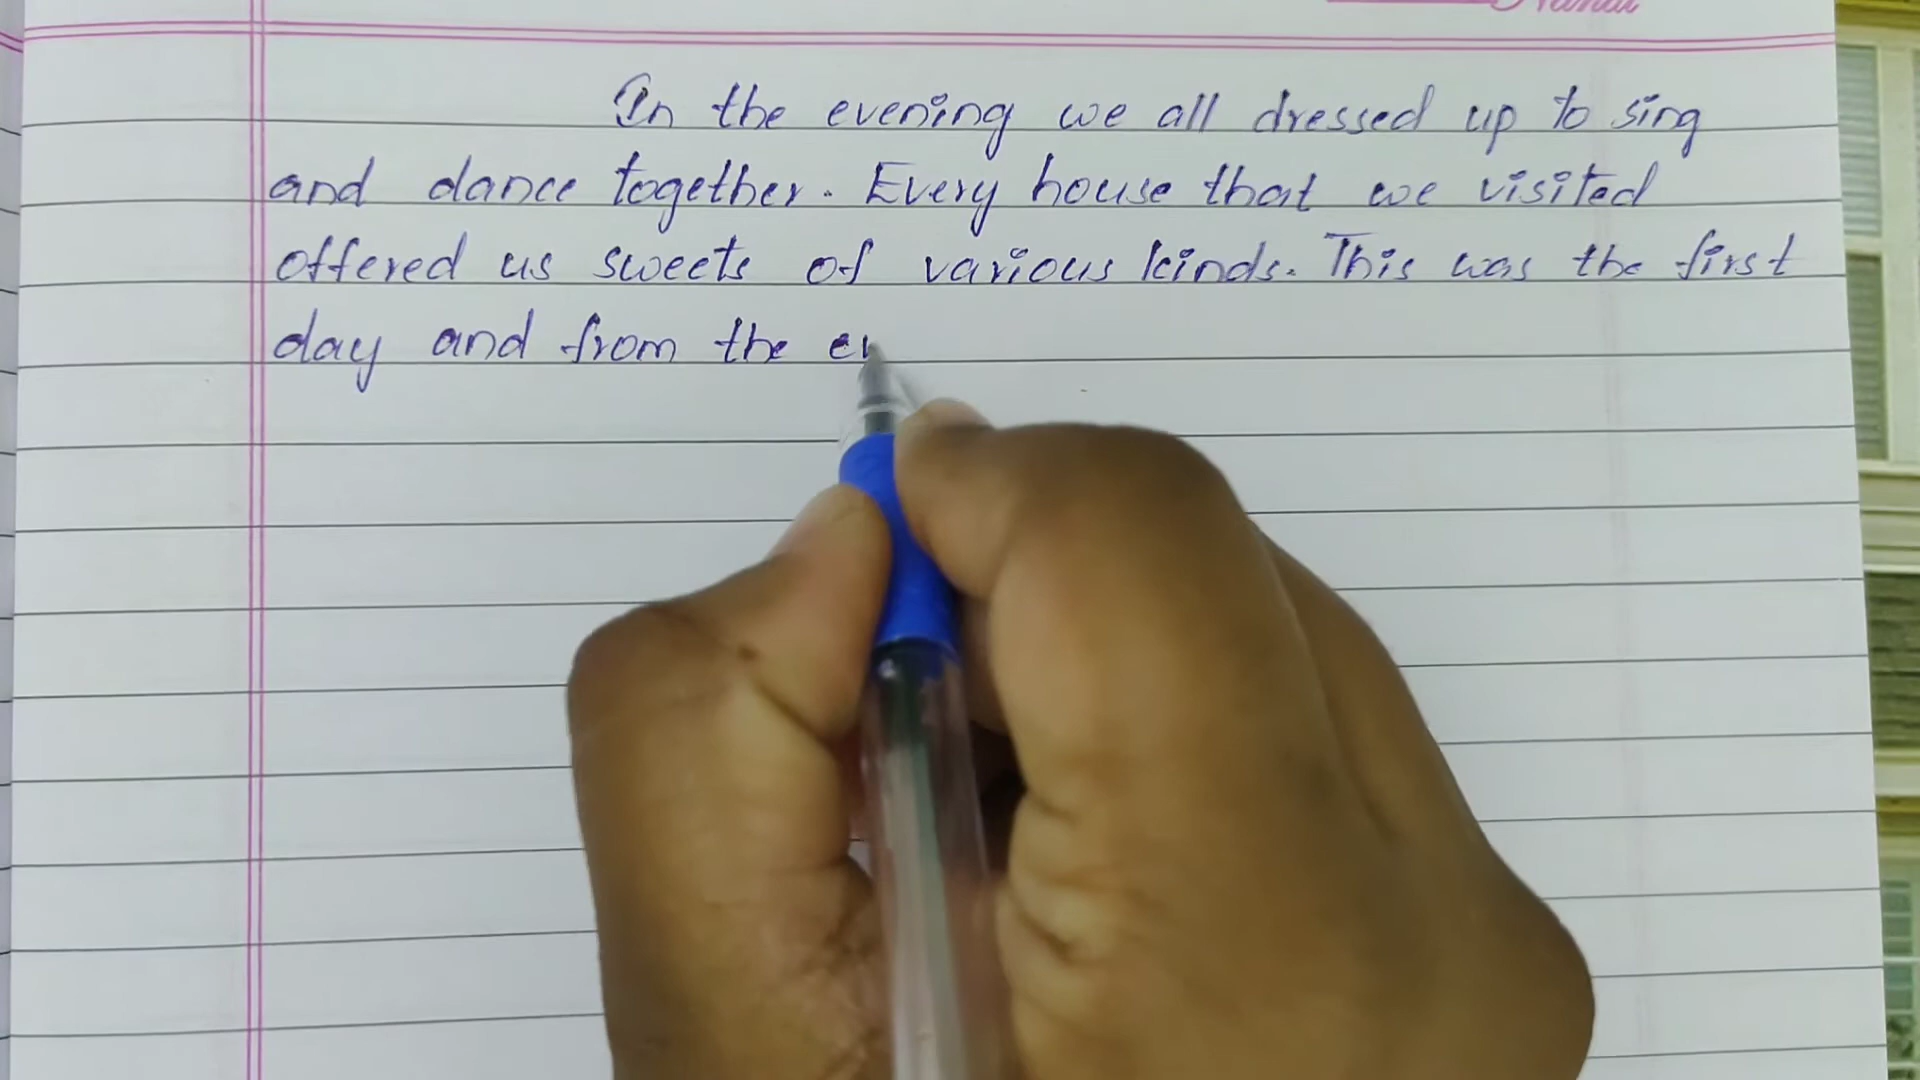 In the evening we all dressed up to sing
and dance together. Every house that we visited
offered us sweets of various kinds. This was the first
day and from the ev